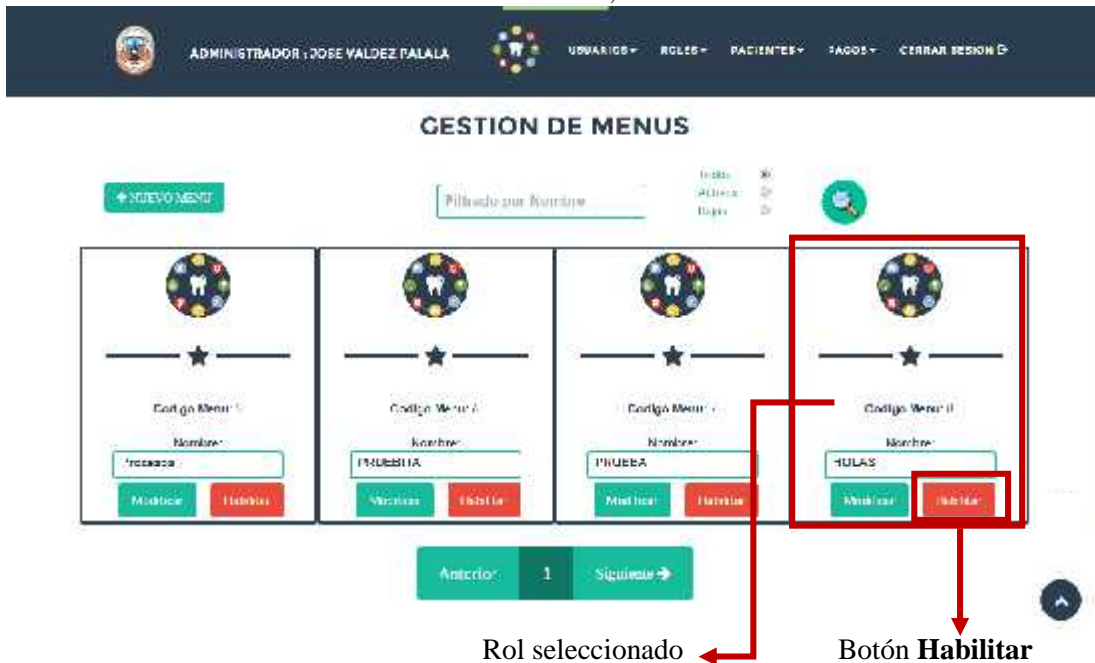 ADMINISTRADOR : JOSE VALDEZ PALALA
USUARIOS ROLES PACIENTES PAGOS CERRAR SESION
GESTION DE MENUS
NUEVO MENU
Filtrado por Nombre
Codigo Menu:
Nombre:
Procesos
Modificar Habilitar
Codigo Menu:
Nombre:
PRUEBITA
Modificar Habilitar
Codigo Menu:
Nombre:
PRUEBA
Modificar Habilitar
Codigo Menu:
Nombre:
HOLAS
Modificar Habilitar
Anterior 1 Siguiente
Rol seleccionado Botón Habilitar